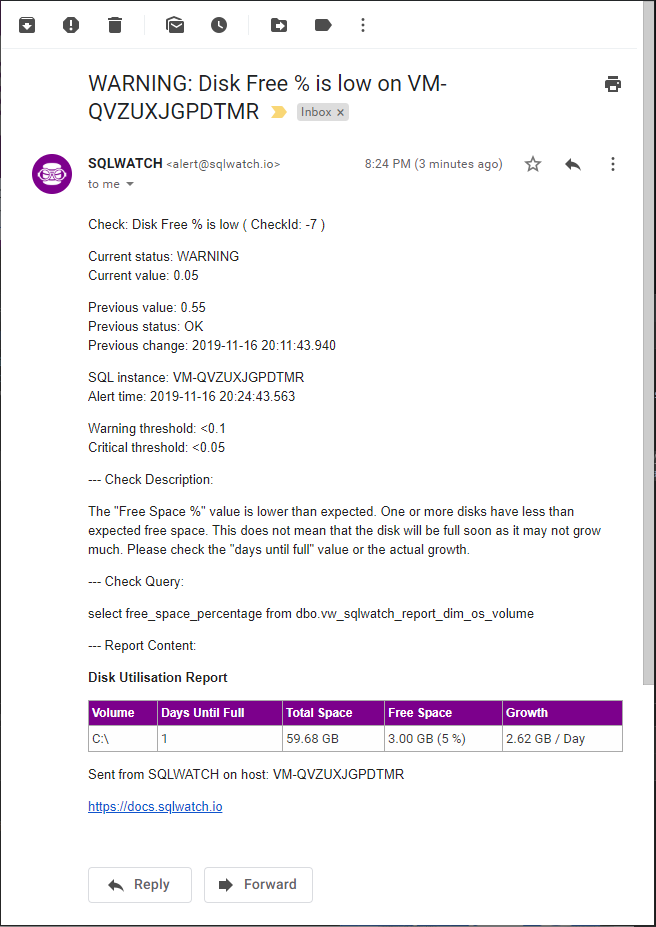 WARNING: Disk Free % is low on VM-
QVZUXJGPDTMR Inbox ×
SQLWATCH <alert@sqlwatch.io> 8:24 PM (3 minutes ago)
to me
Check: Disk Free % is low ( CheckId: -7 )
Current status: WARNING
Current value: 0.05
Previous value: 0.55
Previous status: OK
Previous change: 2019-11-16 20:11:43.940
SQL instance: VM-QVZUXJGPDTMR
Alert time: 2019-11-16 20:24:43.563
Warning threshold: <0.1
Critical threshold: <0.05
--- Check Description:
The "Free Space %" value is lower than expected. One or more disks have less than
expected free space. This does not mean that the disk will be full soon as it may not grow
much. Please check the "days until full" value or the actual growth.
--- Check Query:
select free_space_percentage from dbo.vw_sqlwatch_report_dim_os_volume
--- Report Content:
Disk Utilisation Report
Volume Days Until Full Total Space Free Space Growth
C:\ 1 59.68 GB 3.00 GB (5 %) 2.62 GB / Day
Sent from SQLWATCH on host: VM-QVZUXJGPDTMR
https://docs.sqlwatch.io
Reply Forward